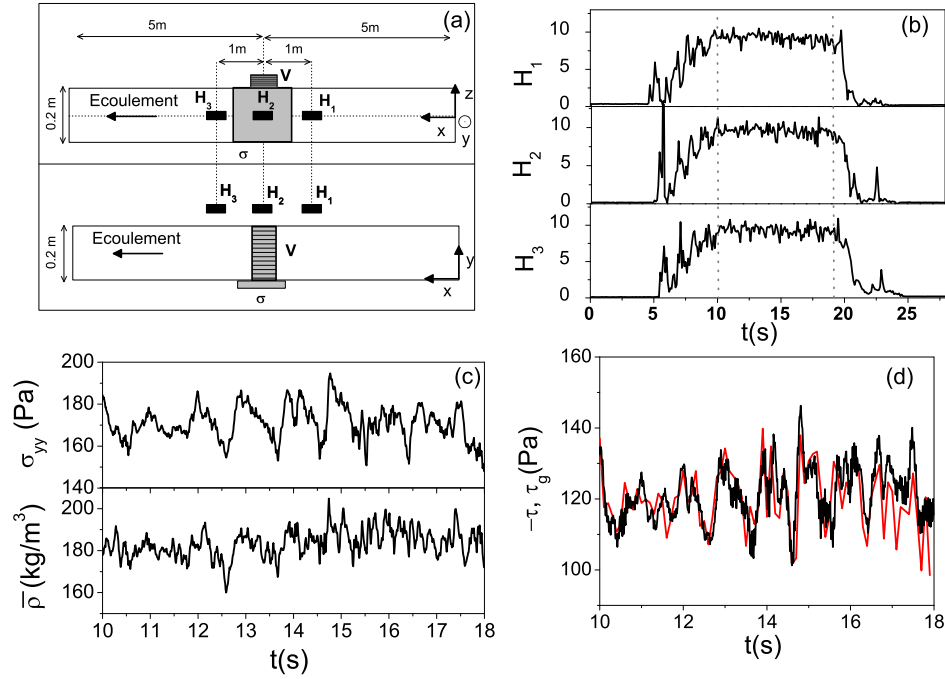 (a)
5m 5m
1m 1m
V
z
H3 H2 H1
Ecoulement
0.2 m
x
y
σ
H3 H2 H1
Ecoulement
V
0.2 m
y
x
σ
(b)
10
5
0
H1
10
5
0
H2
10
5
0
H3
0 5 10 15 20 25
t(s)
(c)
200
180
160
140
σyy (Pa)
200
180
160
ρ̅ (kg/m³)
10 11 12 13 14 15 16 17 18
t(s)
(d)
160
140
120
100
−τ, τg(Pa)
10 12 14 16 18
t(s)